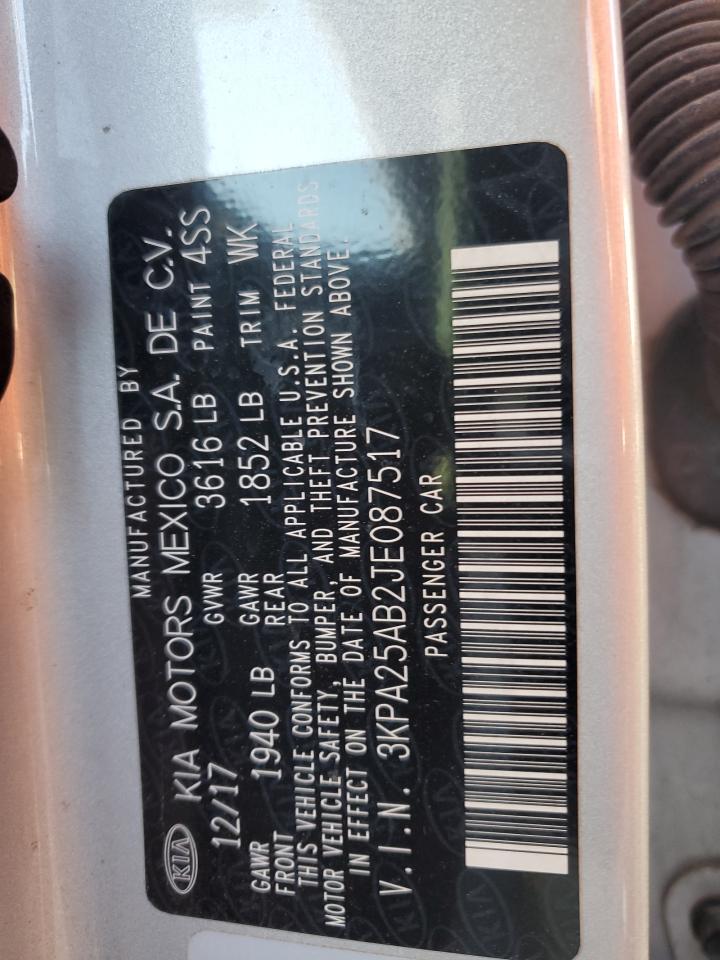 MANUFACTURED BY
KIA KIA MOTORS MEXICO S.A. DE C.V.
12/17 GVWR 3616 LB PAINT 4SS
GAWR FRONT 1940 LB GAWR REAR 1852 LB TRIM WK
THIS VEHICLE CONFORMS TO ALL APPLICABLE U.S.A. FEDERAL
MOTOR VEHICLE SAFETY, BUMPER, AND THEFT PREVENTION STANDARDS
IN EFFECT ON THE DATE OF MANUFACTURE SHOWN ABOVE.
V.I.N. 3KPA25AB2JE087517
PASSENGER CAR